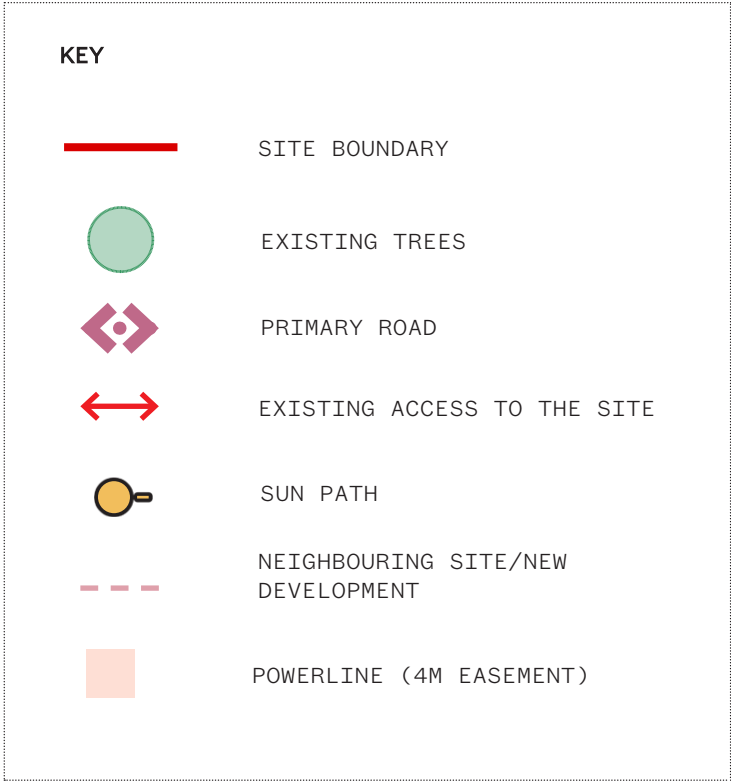 KEY
SITE BOUNDARY
EXISTING TREES
PRIMARY ROAD
EXISTING ACCESS TO THE SITE
SUN PATH
NEIGHBOURING SITE/NEW
DEVELOPMENT
POWERLINE (4M EASEMENT)